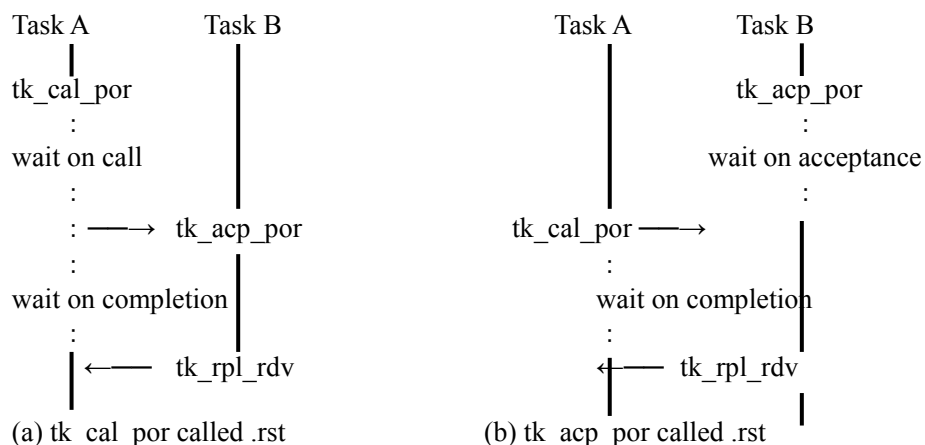 Task A Task B Task A Task B
tk_cal_por tk_acp_por
: :
wait on call wait on acceptance
: :
: ——→ tk_acp_por tk_cal_por ——→
: :
wait on completion wait on completion
: :
←—— tk_rpl_rdv ←—— tk_rpl_rdv
(a) tk_cal_por called .rst (b) tk_acp_por called .rst